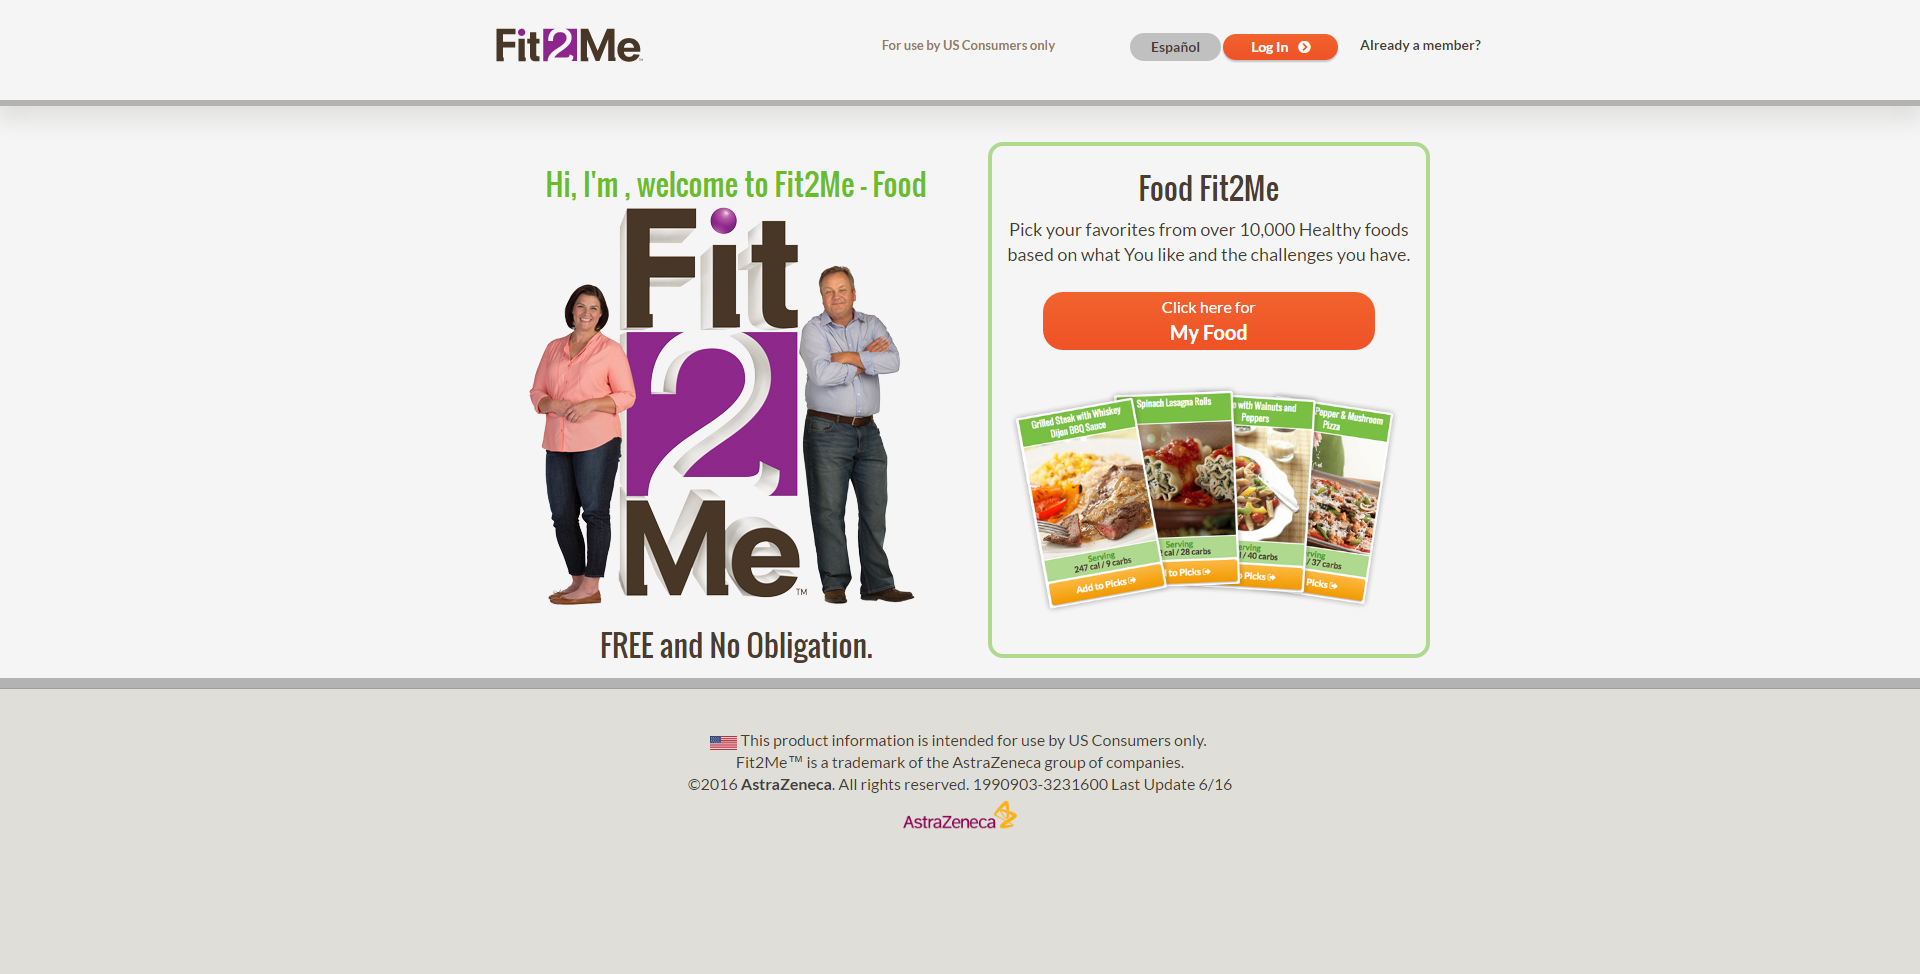 Fit2Me™
For use by US Consumers only
Español
Log In
Already a member?
Hi, I'm , welcome to Fit2Me - Food
Fit
2
Me™
FREE and No Obligation.
Food Fit2Me
Pick your favorites from over 10,000 Healthy foods
based on what You like and the challenges you have.
Click here for
My Food
Grilled Steak with Whiskey
Dijon BBQ Sauce
Serving
247 cal / 9 carbs
Add to Picks
Spinach Lasagna Rolls
Serving
cal / 28 carbs
to Picks
with Walnuts and
Peppers
/ 40 carbs
Picks
Pepper & Mushroom
Pizza
/ 37 carbs
Picks
This product information is intended for use by US Consumers only.
Fit2Me™ is a trademark of the AstraZeneca group of companies.
©2016 AstraZeneca. All rights reserved. 1990903-3231600 Last Update 6/16
AstraZeneca